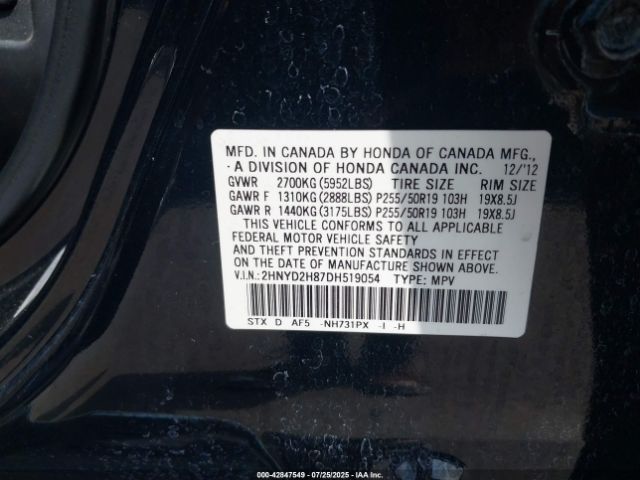 MFD. IN CANADA BY HONDA OF CANADA MFG.,
A DIVISION OF HONDA CANADA INC. 12/'12
GVWR 2700KG (5952LBS) TIRE SIZE RIM SIZE
GAWR F 1310KG (2888LBS) P255/50R19 103H 19X8.5J
GAWR R 1440KG (3175LBS) P255/50R19 103H 19X8.5J
THIS VEHICLE CONFORMS TO ALL APPLICABLE
FEDERAL MOTOR VEHICLE SAFETY
AND THEFT PREVENTION STANDARDS IN EFFECT
ON THE DATE OF MANUFACTURE SHOWN ABOVE.
V.I.N.:2HNYD2H87DH519054 TYPE: MPV
STX D AF5 -NH731PX -I -H
000-42847549 - 07/25/2025 - © IAA Holdings, LLC